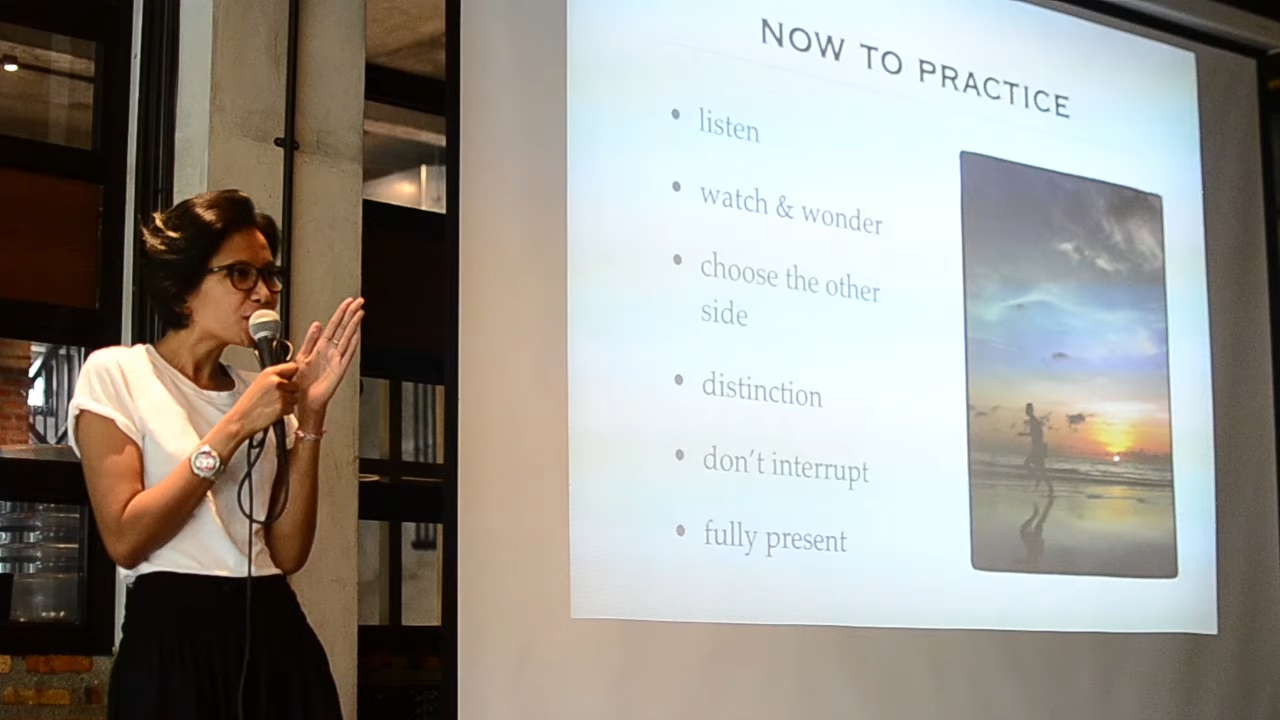 NOW TO PRACTICE
• listen
• watch & wonder
• choose the other
side
• distinction
• don't interrupt
• fully present